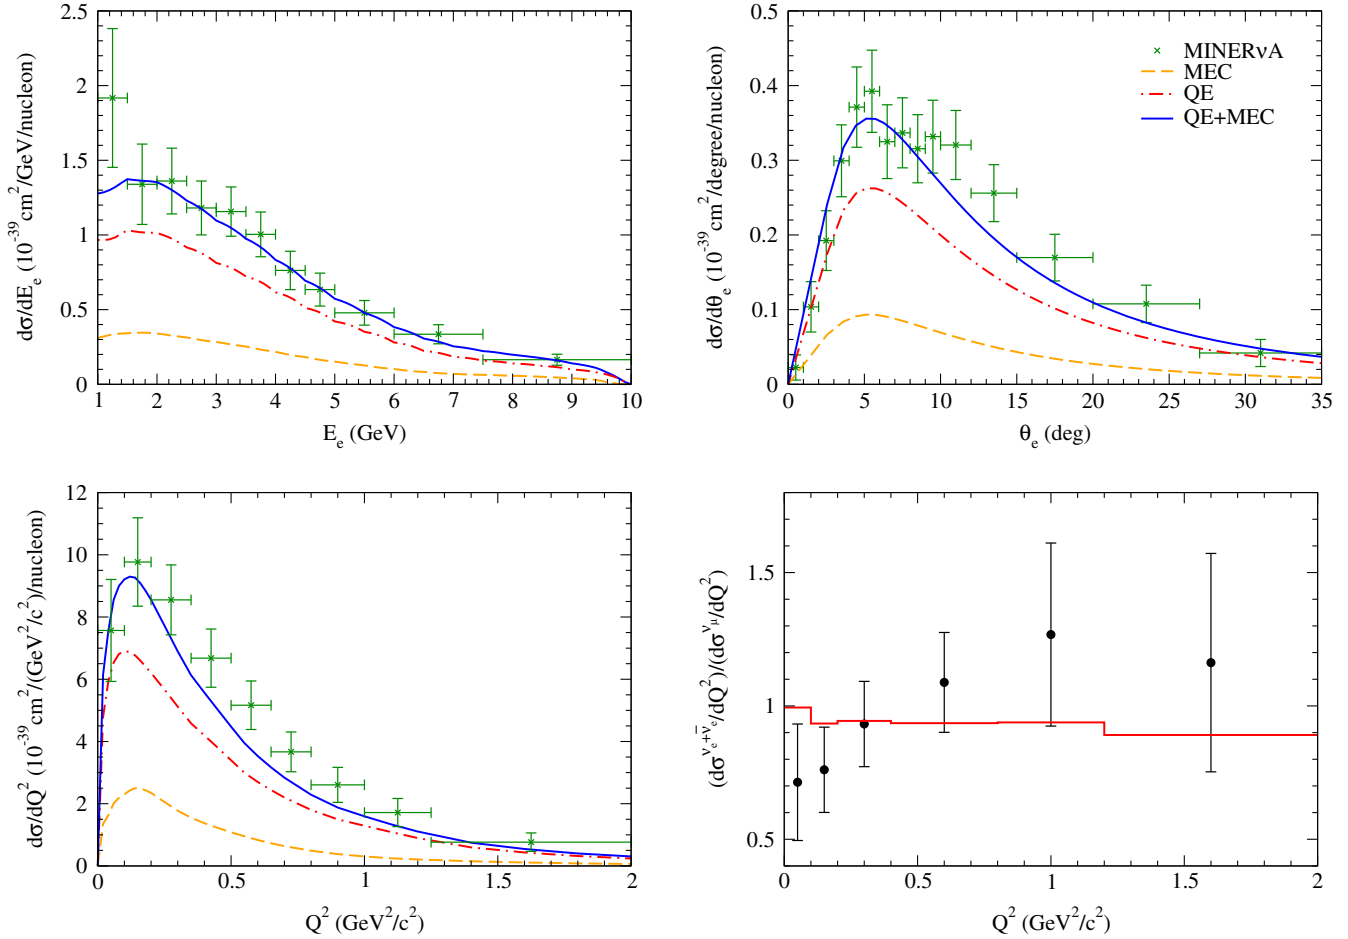 dσ/dE_e (10^-39 cm^2/GeV/nucleon)
3
2.5
2
1.5
1
0.5
0
1 2 3 4 5 6 7 8 9 10
E_e (GeV)
dσ/dθ_e (10^-39 cm^2/degree/nucleon)
0.5
0.4
0.3
0.2
0.1
0
0 5 10 15 20 25 30 35
θ_e (deg)
MINERνA
MEC
QE
QE+MEC
dσ/dQ^2 (10^-39 cm^2/(GeV^2/c^2)/nucleon)
12
10
8
6
4
2
0
0 0.5 1 1.5 2
Q^2 (GeV^2/c^2)
(dσ^{ν_e+ν̅_e}/dQ^2)/(dσ^{ν_μ}/dQ^2)
1.5
1
0.5
0 0.5 1 1.5 2
Q^2 (GeV^2/c^2)